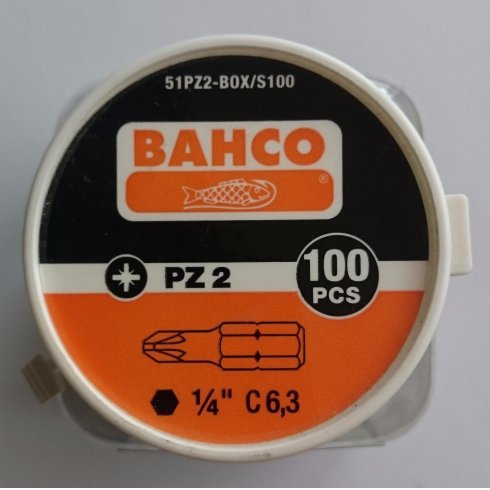 51PZ2-BOX/S100
BAHCO
®
PZ 2
100
PCS
1/4" C 6,3